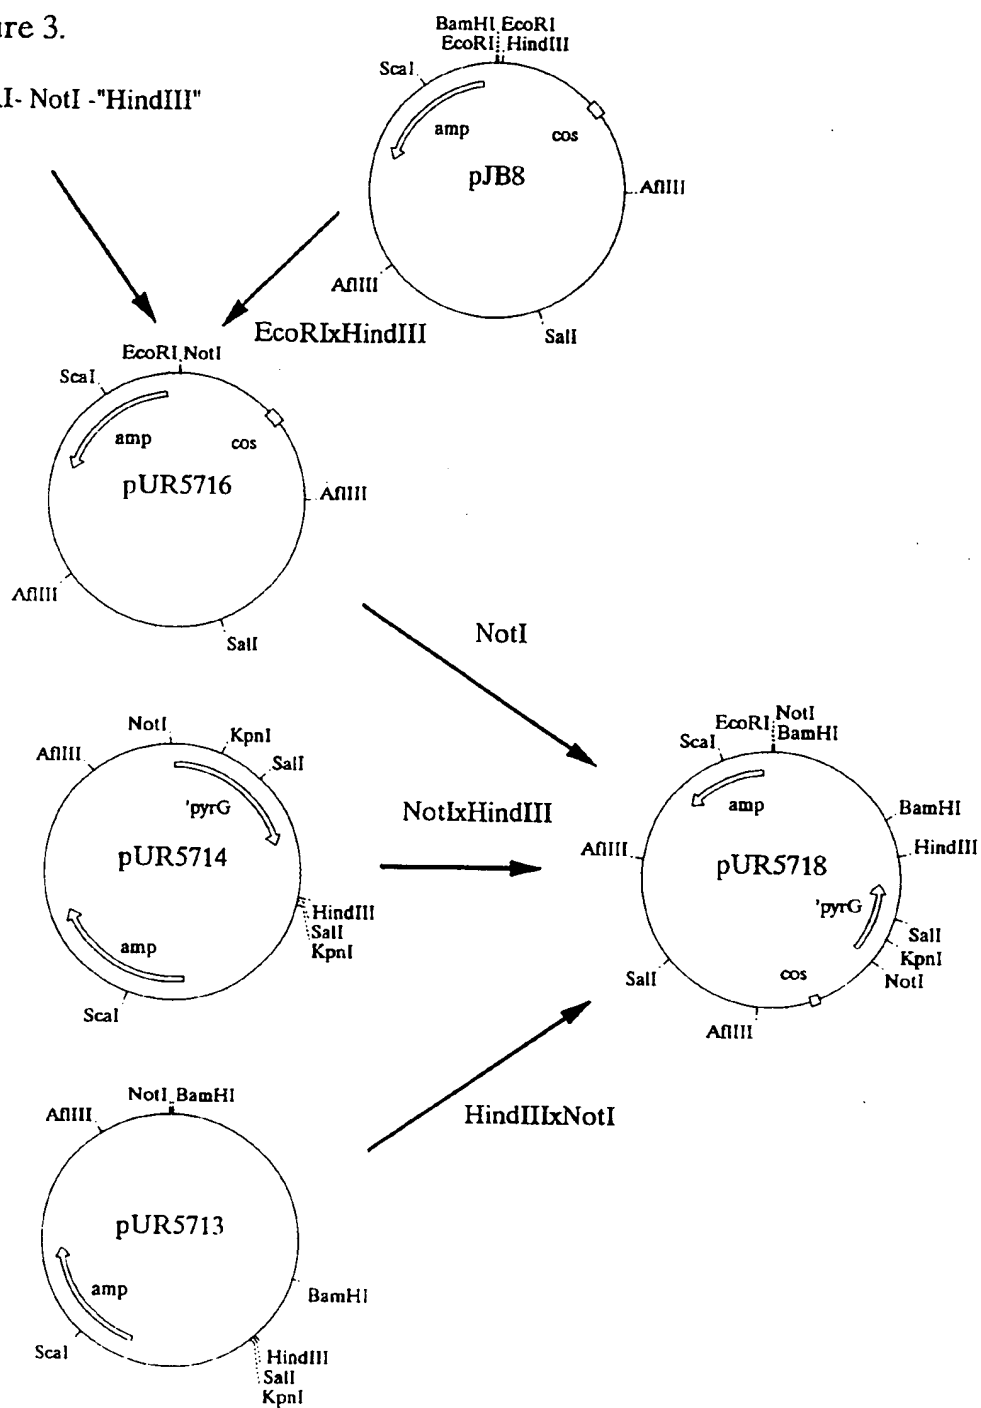 ure 3.
RI- NotI -"HindIII"
BamHI EcoRI
EcoRI HindIII
ScaI
amp
cos
pJB8
AflIII
AflIII
SalI
EcoRIxHindIII
EcoRI NotI
ScaI
amp
cos
pUR5716
AflIII
AflIII
SalI
NotI
NotI
KpnI
AflIII
SalI
'pyrG
pUR5714
HindIII
SalI
KpnI
amp
ScaI
NotIxHindIII
EcoRI NotI
BamHI
ScaI
amp
BamHI
HindIII
AflIII
pUR5718
'pyrG
SalI
KpnI
NotI
SalI
cos
AflIII
HindIIIxNotI
NotI BamHI
AflIII
pUR5713
amp
BamHI
ScaI
HindIII
SalI
KpnI